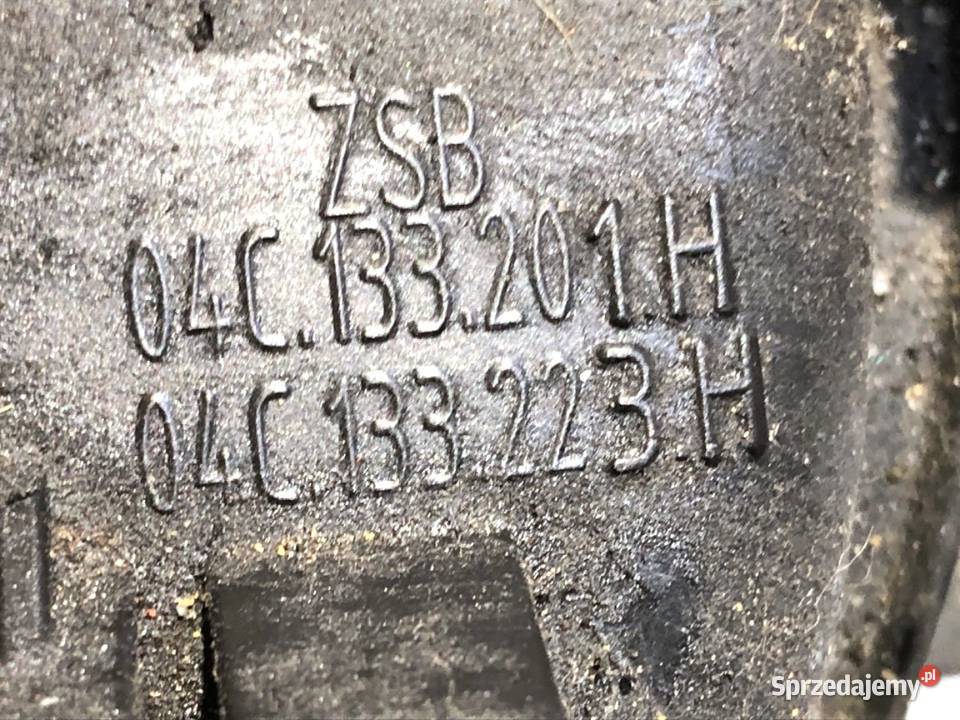 ZSB
04C.133.201.H
04C.133.223.H
Sprzedajemy.pl